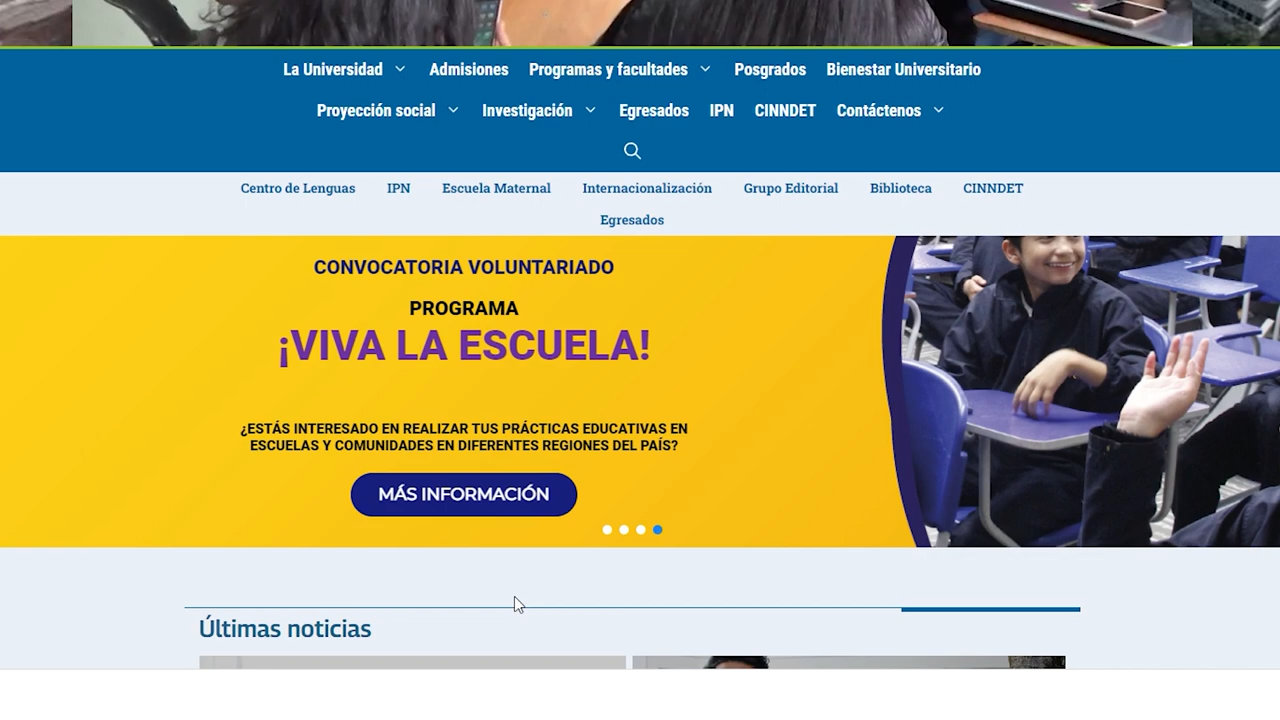 La Universidad Admisiones Programas y facultades Posgrados Bienestar Universitario
Proyección social Investigación Egresados IPN CINNDET Contáctenos
Centro de Lenguas IPN Escuela Maternal Internacionalización Grupo Editorial Biblioteca CINNDET
Egresados
CONVOCATORIA VOLUNTARIADO
PROGRAMA
¡VIVA LA ESCUELA!
¿ESTÁS INTERESADO EN REALIZAR TUS PRÁCTICAS EDUCATIVAS EN
ESCUELAS Y COMUNIDADES EN DIFERENTES REGIONES DEL PAÍS?
MÁS INFORMACIÓN
Últimas noticias